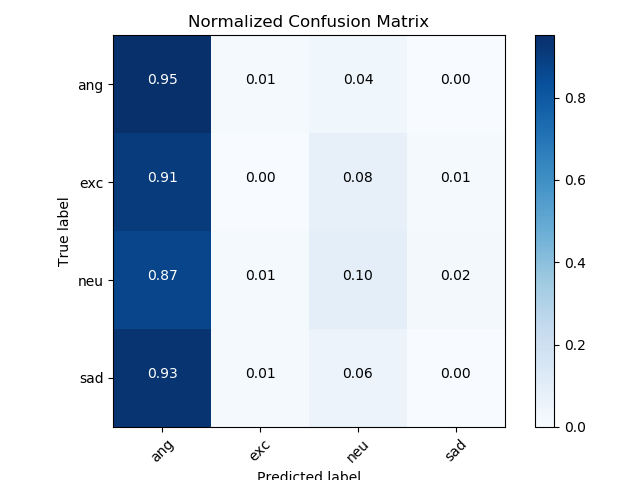 Normalized Confusion Matrix
True label
ang 0.95 0.01 0.04 0.00
exc 0.91 0.00 0.08 0.01
neu 0.87 0.01 0.10 0.02
sad 0.93 0.01 0.06 0.00
ang exc neu sad
Predicted label
0.8
0.6
0.4
0.2
0.0